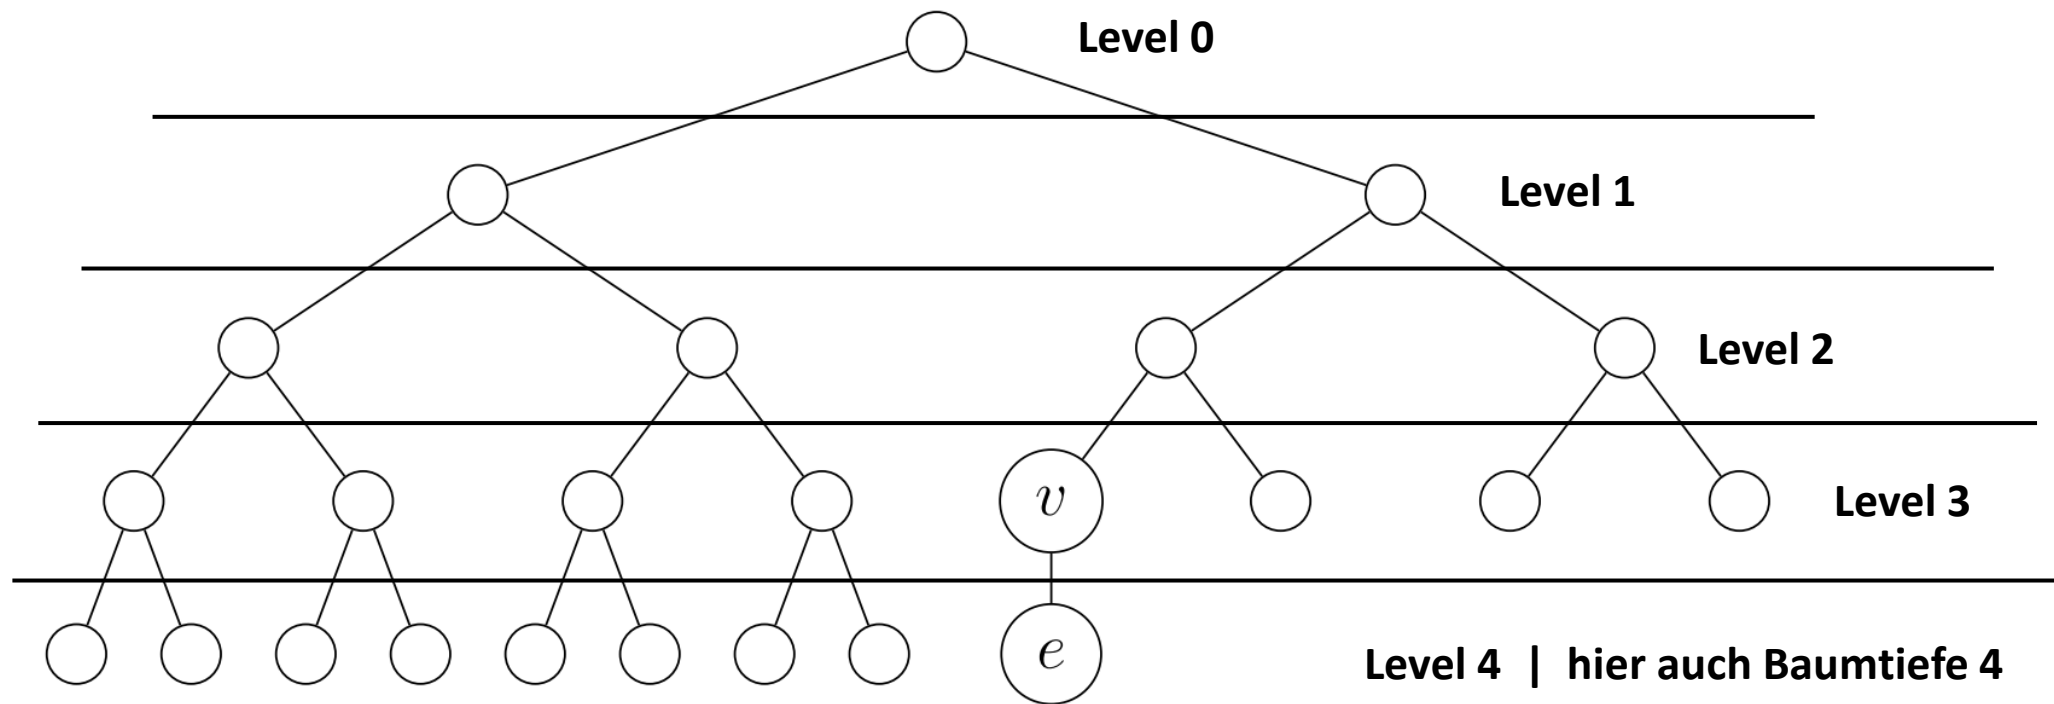 Level 0
Level 1
Level 2
v
Level 3
e
Level 4 | hier auch Baumtiefe 4